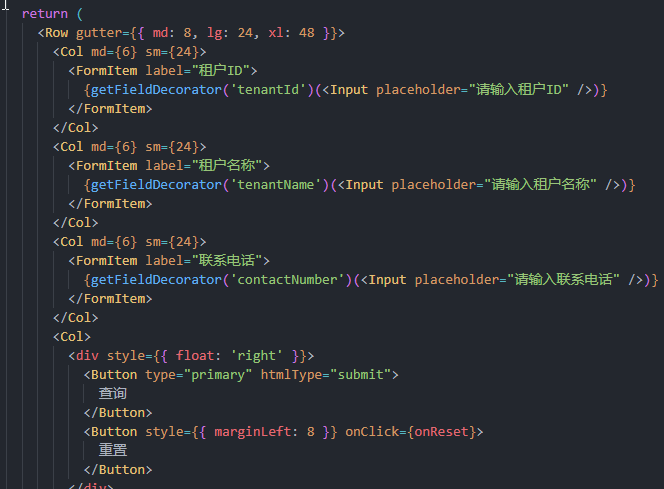 return (
<Row gutter={{ md: 8, lg: 24, xl: 48 }}>
<Col md={6} sm={24}>
<FormItem label="租户ID">
{getFieldDecorator('tenantId')(<Input placeholder="请输入租户ID" />)}
</FormItem>
</Col>
<Col md={6} sm={24}>
<FormItem label="租户名称">
{getFieldDecorator('tenantName')(<Input placeholder="请输入租户名称" />)}
</FormItem>
</Col>
<Col md={6} sm={24}>
<FormItem label="联系电话">
{getFieldDecorator('contactNumber')(<Input placeholder="请输入联系电话" />)}
</FormItem>
</Col>
<Col>
<div style={{ float: 'right' }}>
<Button type="primary" htmlType="submit">
查询
</Button>
<Button style={{ marginLeft: 8 }} onClick={onReset}>
重置
</Button>
</div>